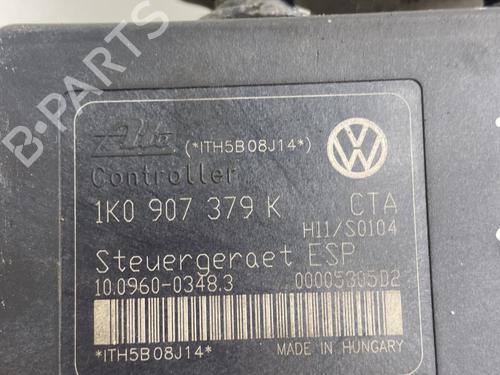 B-PARTS
Ate (*ITH5B08J14*)
Controller
1K0 907 379 K CTA
H11/S0104
Steuergeraet ESP
10.0960-0348.3 00005305D2
*ITH5B08J14* MADE IN HUNGARY